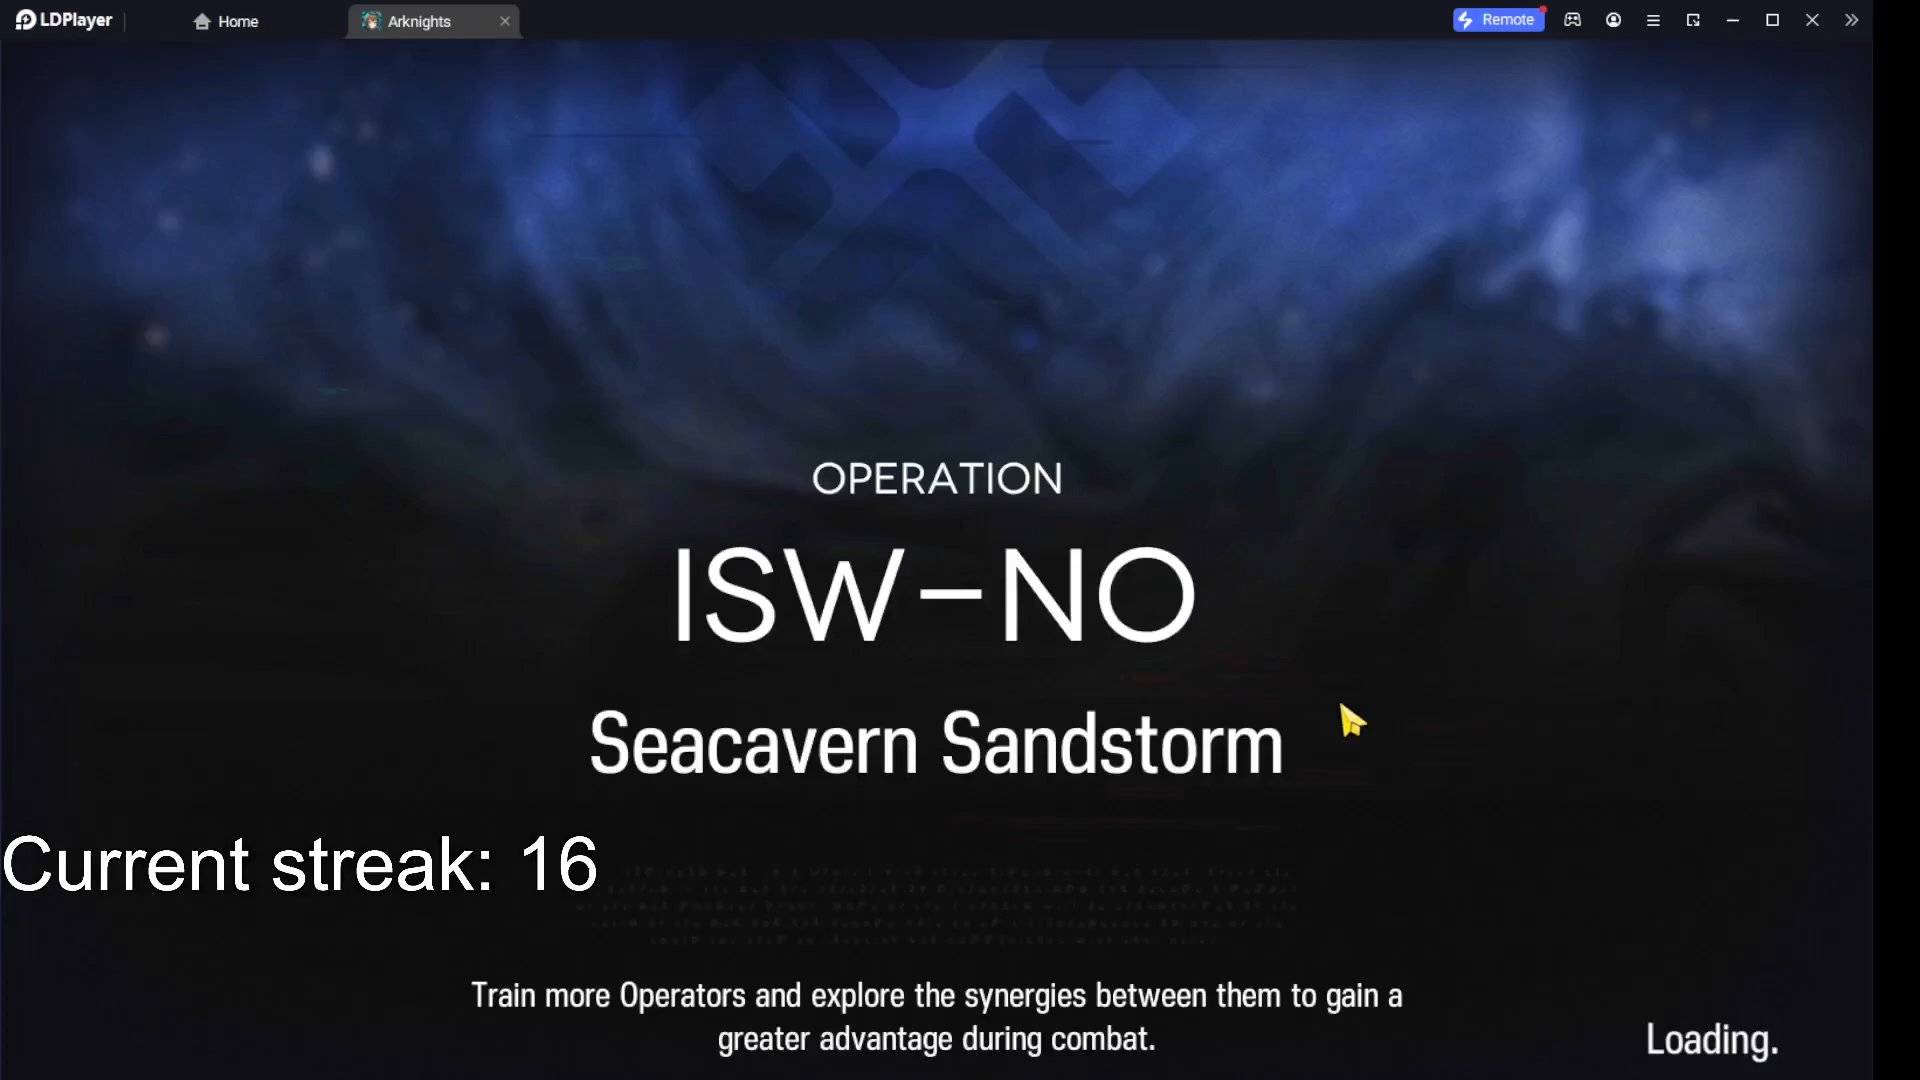 LDPlayer
Home
Arknights
Remote
OPERATION
ISW-NO
Seacavern Sandstorm
Current streak: 16
Train more Operators and explore the synergies between them to gain a
greater advantage during combat.
Loading.